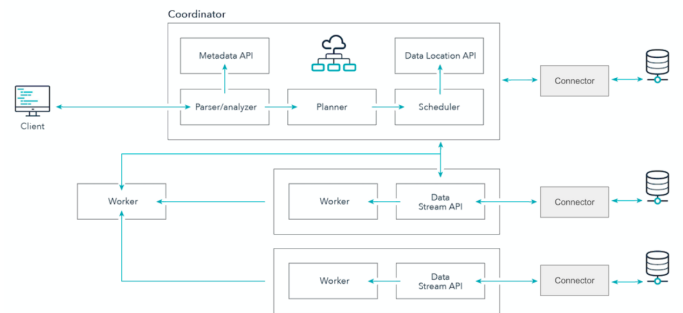 Coordinator
Metadata API
Data Location API
Connector
Parser/analyzer
Planner
Scheduler
Client
Worker
Worker
Data
Stream API
Connector
Worker
Data
Stream API
Connector